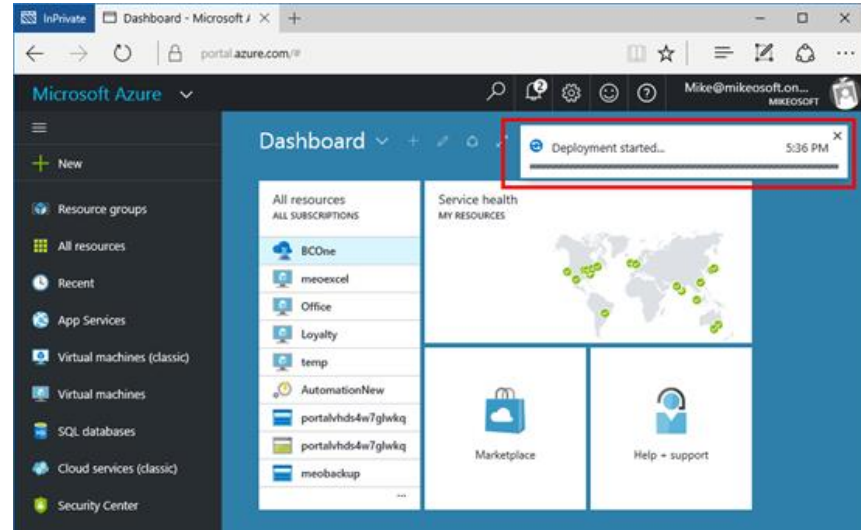 InPrivate
Dashboard - Microsoft A
portal.azure.com/#
Microsoft Azure
2
Mike@mikeosoft.on...
MIKEOSOFT
Dashboard
Deployment started...
5:36 PM
New
Resource groups
All resources
Recent
App Services
Virtual machines (classic)
Virtual machines
SQL databases
Cloud services (classic)
Security Center
All resources
ALL SUBSCRIPTIONS
BCOne
meoexcel
Office
Loyalty
temp
AutomationNew
portalvhds4w7glwkq
portalvhds4w7glwkq
meobackup
...
Service health
MY RESOURCES
Marketplace
Help + support